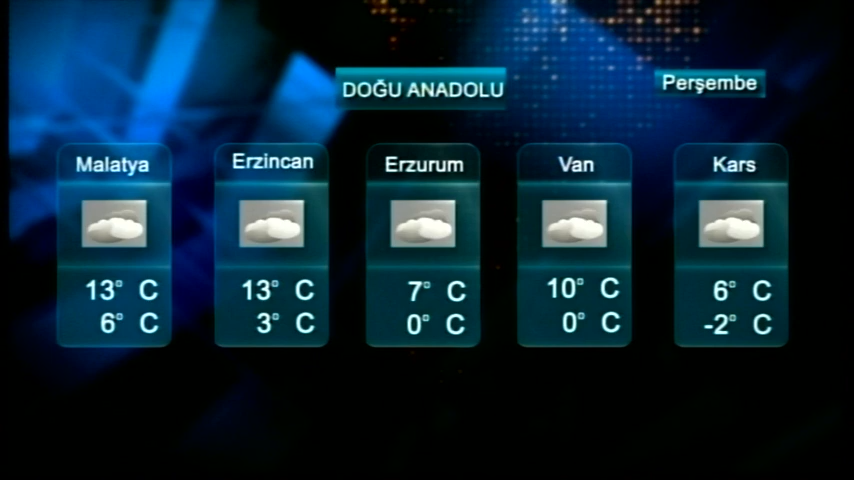 DOĞU ANADOLU
Perşembe
Malatya
13° C
6° C
Erzincan
13° C
3° C
Erzurum
7° C
0° C
Van
10° C
0° C
Kars
6° C
-2° C